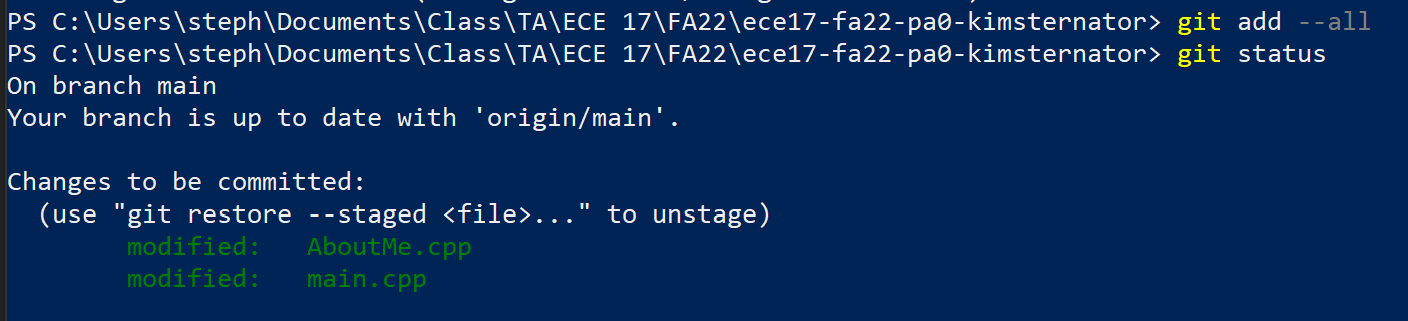 PS C:\Users\steph\Documents\Class\TA\ECE 17\FA22\ece17-fa22-pa0-kimsternator> git add --all
PS C:\Users\steph\Documents\Class\TA\ECE 17\FA22\ece17-fa22-pa0-kimsternator> git status
On branch main
Your branch is up to date with 'origin/main'.

Changes to be committed:
  (use "git restore --staged <file>..." to unstage)
        modified:   AboutMe.cpp
        modified:   main.cpp